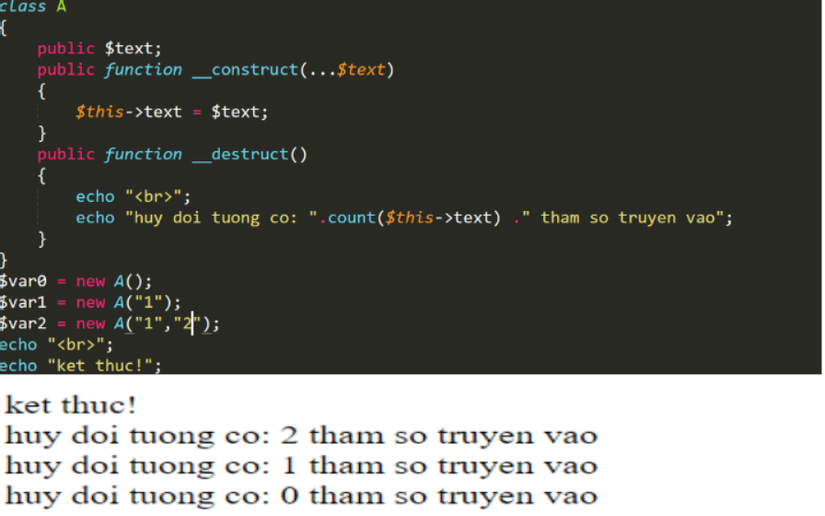 class A
{
public $text;
public function __construct(...$text)
{
$this->text = $text;
}
public function __destruct()
{
echo "<br>";
echo "huy doi tuong co: ".count($this->text) ." tham so truyen vao";
}
}
$var0 = new A();
$var1 = new A("1");
$var2 = new A("1","2");
echo "<br>";
echo "ket thuc!";
ket thuc!
huy doi tuong co: 2 tham so truyen vao
huy doi tuong co: 1 tham so truyen vao
huy doi tuong co: 0 tham so truyen vao